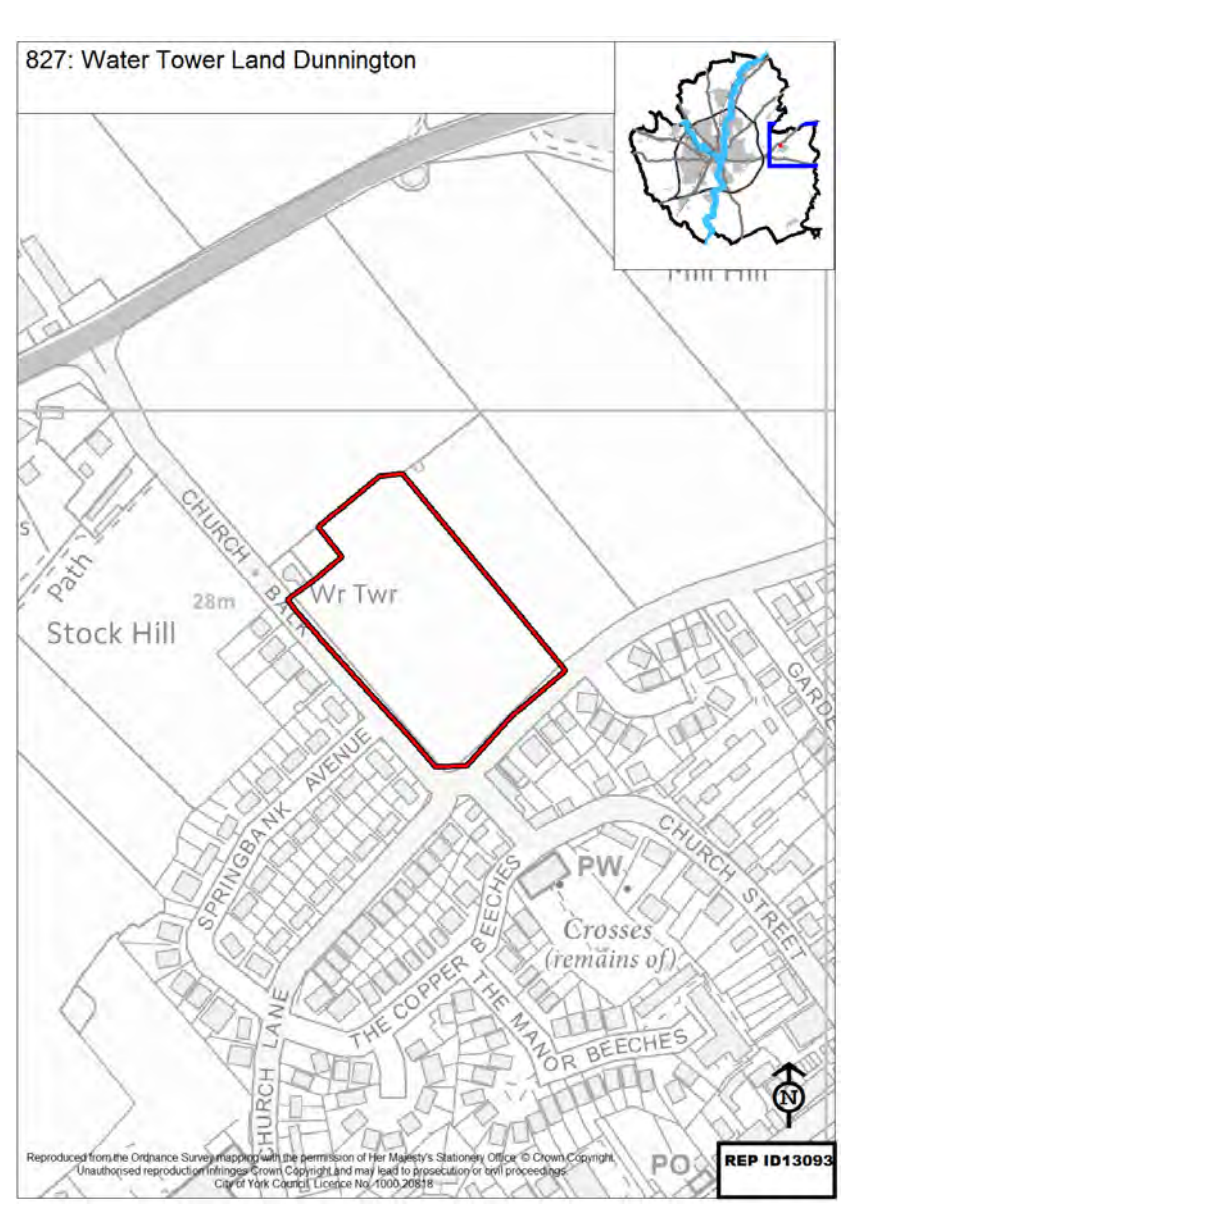 827: Water Tower Land Dunnington
Mill Hill
CHURCH BALK
Path
28m
Wr Twr
Stock Hill
SPRINGBANK AVENUE
CHURCH STREET
PW
THE COPPER BEECHES
Crosses
(remains of)
THE MANOR BEECHES
CHURCH LANE
N
Reproduced from the Ordnance Survey mapping with the permission of Her Majesty's Stationery Office. © Crown Copyright.
Unauthorised reproduction infringes Crown Copyright and may lead to prosecution or civil proceedings.
City of York Council, Licence No. 1000 20818
PO
REP ID13093